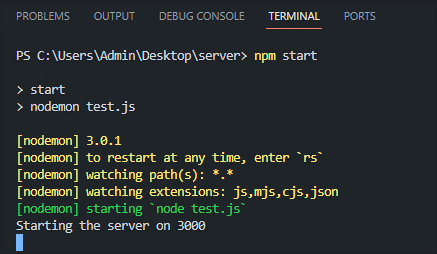 PROBLEMS OUTPUT DEBUG CONSOLE TERMINAL PORTS
PS C:\Users\Admin\Desktop\server> npm start
> start
> nodemon test.js
[nodemon] 3.0.1
[nodemon] to restart at any time, enter `rs`
[nodemon] watching path(s): *.*
[nodemon] watching extensions: js,mjs,cjs,json
[nodemon] starting `node test.js`
Starting the server on 3000